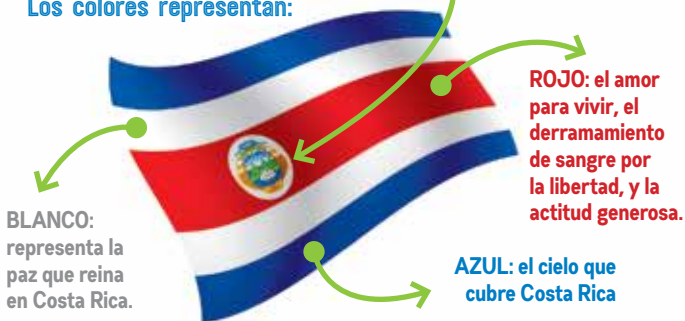 Los colores representan:
ROJO: el amor
para vivir, el
derramamiento
de sangre por
la libertad, y la
actitud generosa.
BLANCO:
representa la
paz que reina
en Costa Rica.
AZUL: el cielo que
cubre Costa Rica